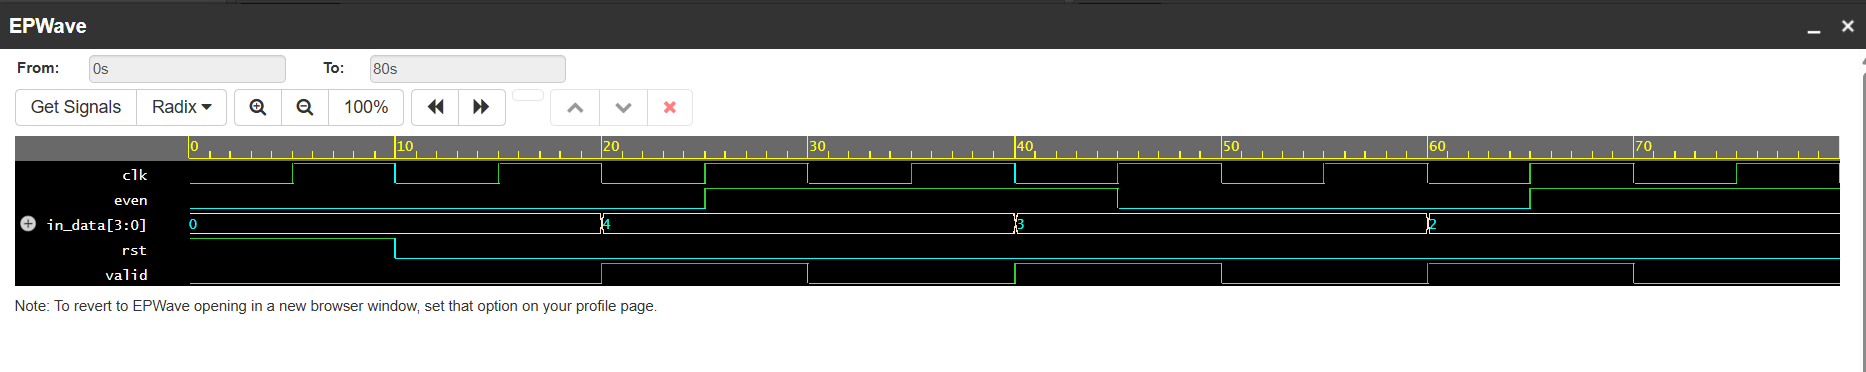 EPWave
From: 0s To: 80s
Get Signals Radix 100%
0 10 20 30 40 50 60 70
clk
even
in_data[3:0] 0 4 3 2
rst
valid
Note: To revert to EPWave opening in a new browser window, set that option on your profile page.